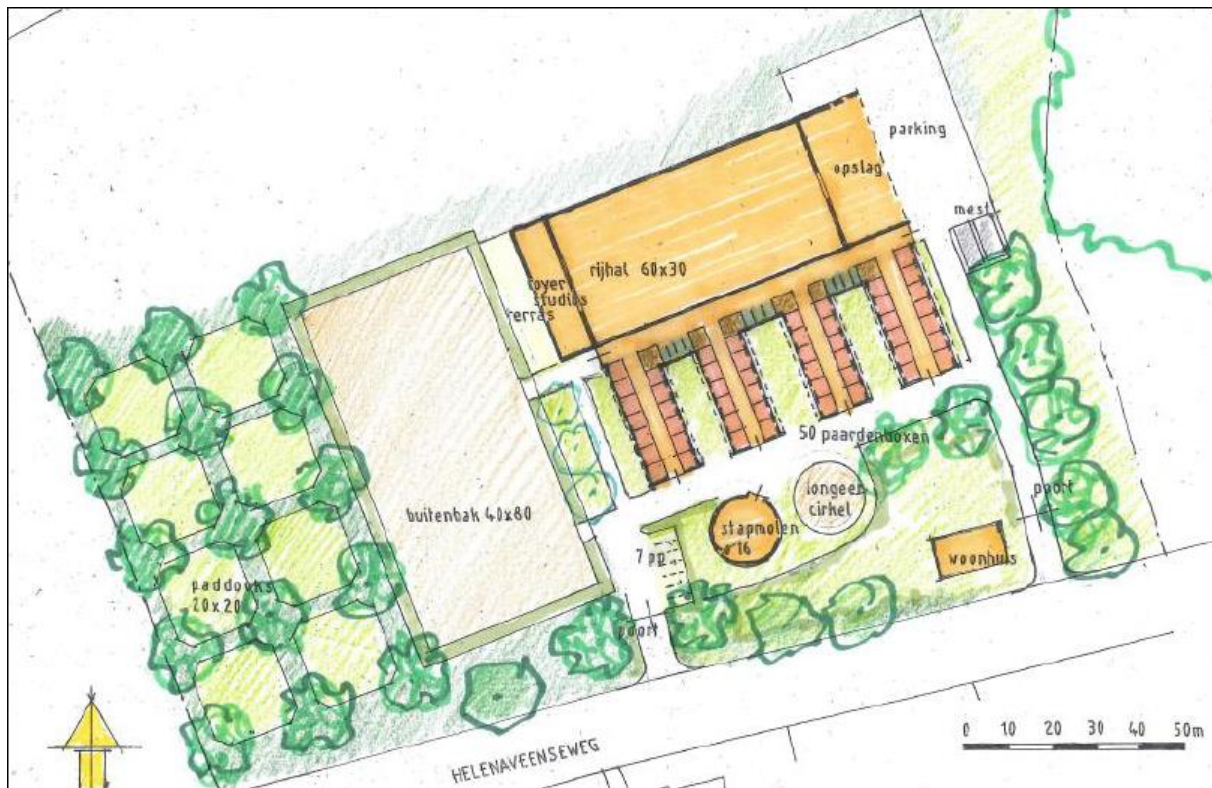 parking
opslag
mest
rijhal 60x30
foyer
studios
terras
50 paardenboxen
buitenbak 40x80
longeer
cirkel
stapmolen
ø 16
7 pp
poort
woonhuis
paddocks
20x20
poort
HELENAVEENSEWEG
0 10 20 30 40 50m